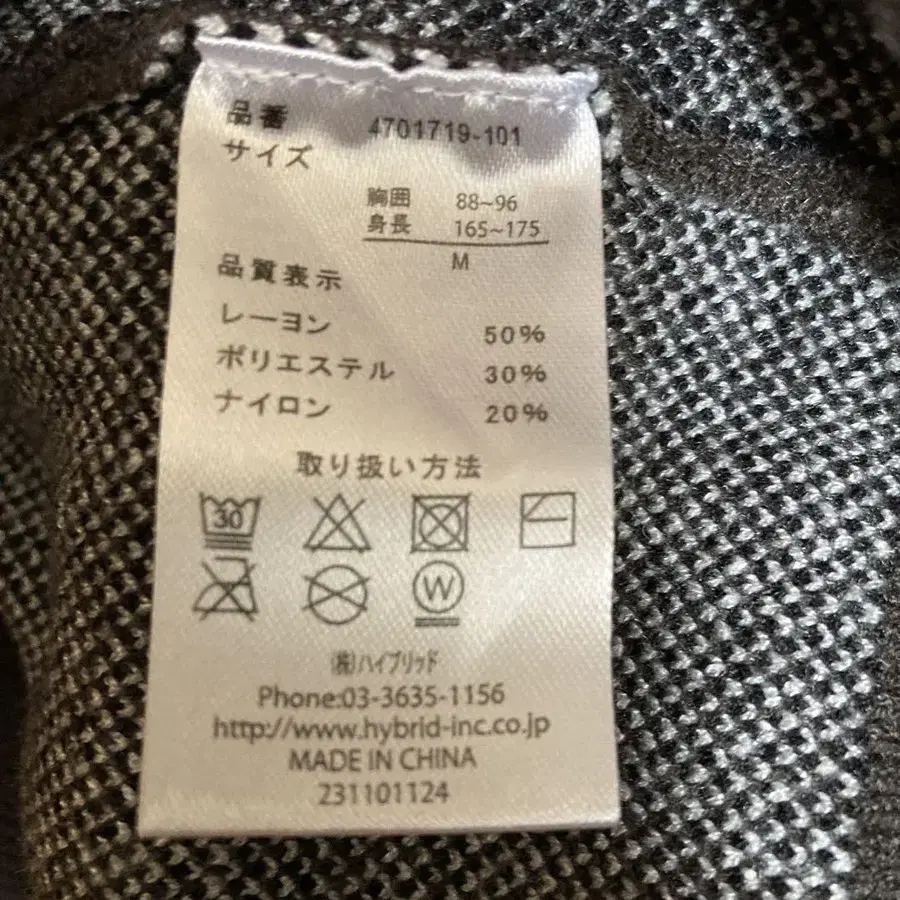 品番 4701719-101
サイズ
胸囲 88~96
身長 165~175
M
品質表示
レーヨン 50%
ポリエステル 30%
ナイロン 20%
取り扱い方法
30
W
㈱ハイブリッド
Phone:03-3635-1156
http://www.hybrid-inc.co.jp
MADE IN CHINA
231101124